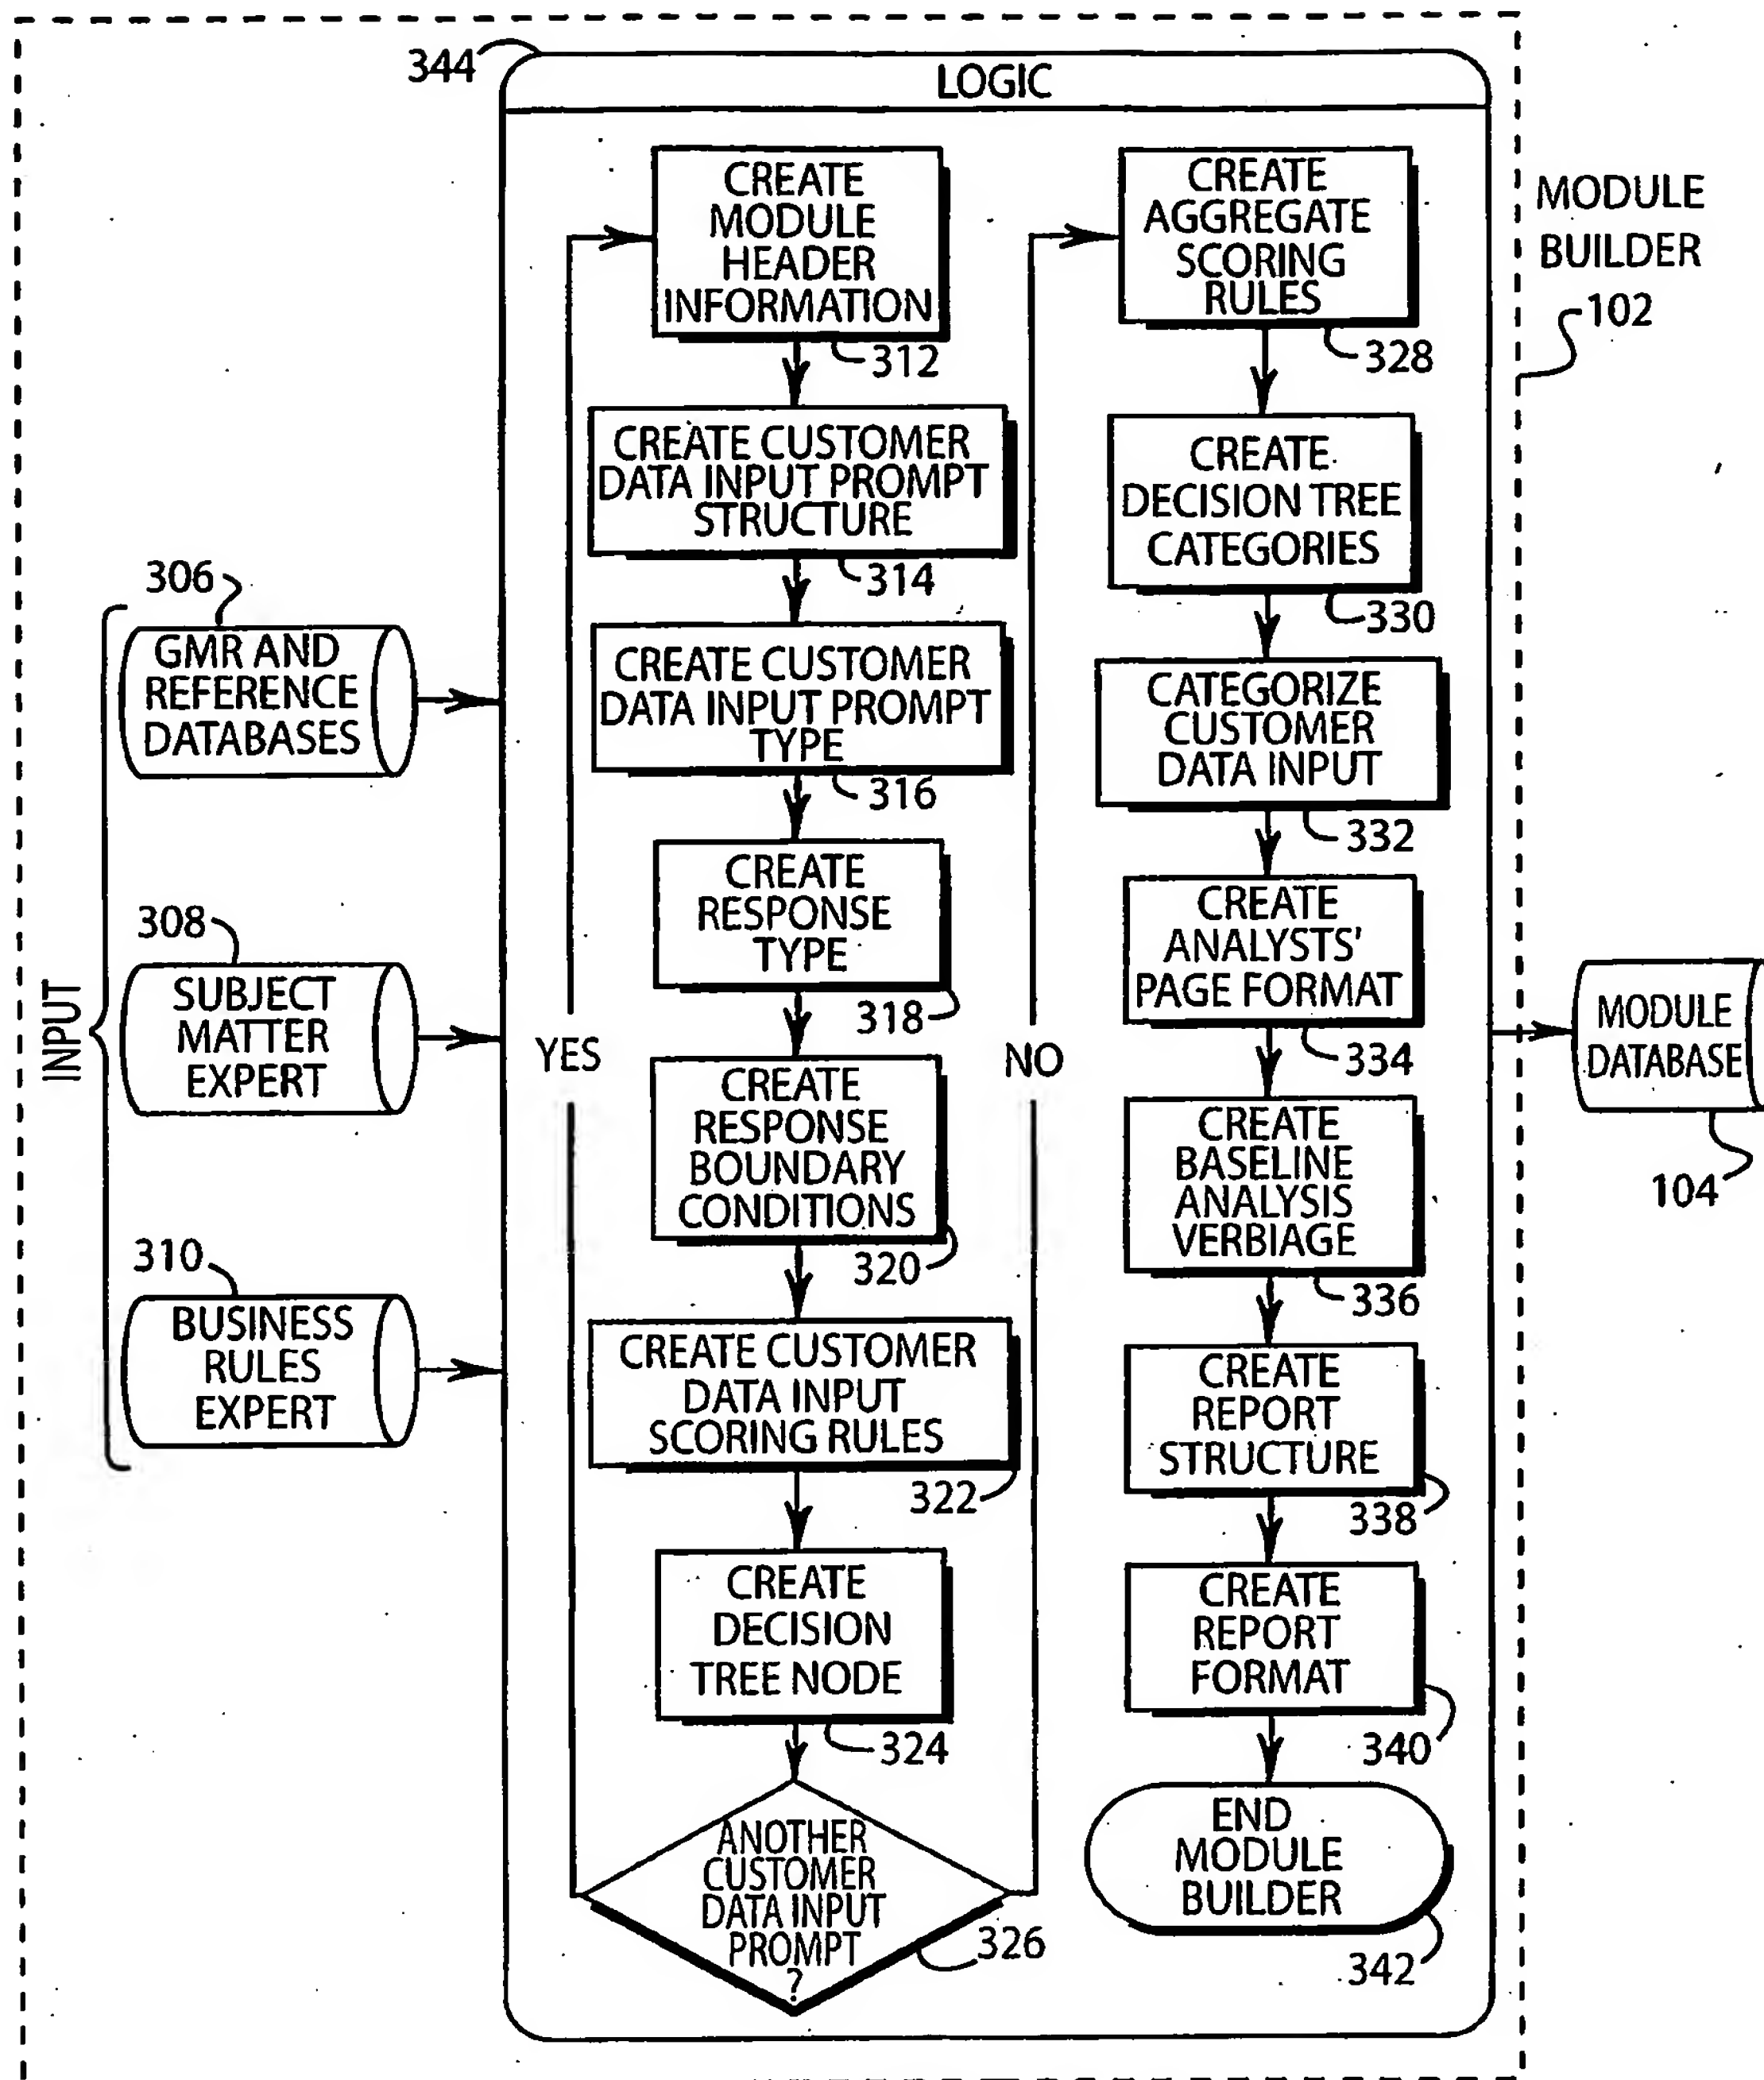 344
LOGIC
MODULE
BUILDER
102
INPUT
306
GMR AND
REFERENCE
DATABASES
308
SUBJECT
MATTER
EXPERT
310
BUSINESS
RULES
EXPERT
CREATE
MODULE
HEADER
INFORMATION
312
CREATE CUSTOMER
DATA INPUT PROMPT
STRUCTURE
314
CREATE CUSTOMER
DATA INPUT PROMPT
TYPE
316
CREATE
RESPONSE
TYPE
318
YES
NO
CREATE
RESPONSE
BOUNDARY
CONDITIONS
320
CREATE CUSTOMER
DATA INPUT
SCORING RULES
322
CREATE
DECISION
TREE NODE
324
ANOTHER
CUSTOMER
DATA INPUT
PROMPT
?
326
CREATE
AGGREGATE
SCORING
RULES
328
CREATE
DECISION TREE
CATEGORIES
330
CATEGORIZE
CUSTOMER
DATA INPUT
332
CREATE
ANALYSTS'
PAGE FORMAT
334
CREATE
BASELINE
ANALYSIS
VERBIAGE
336
CREATE
REPORT
STRUCTURE
338
CREATE
REPORT
FORMAT
340
END
MODULE
BUILDER
342
MODULE
DATABASE
104